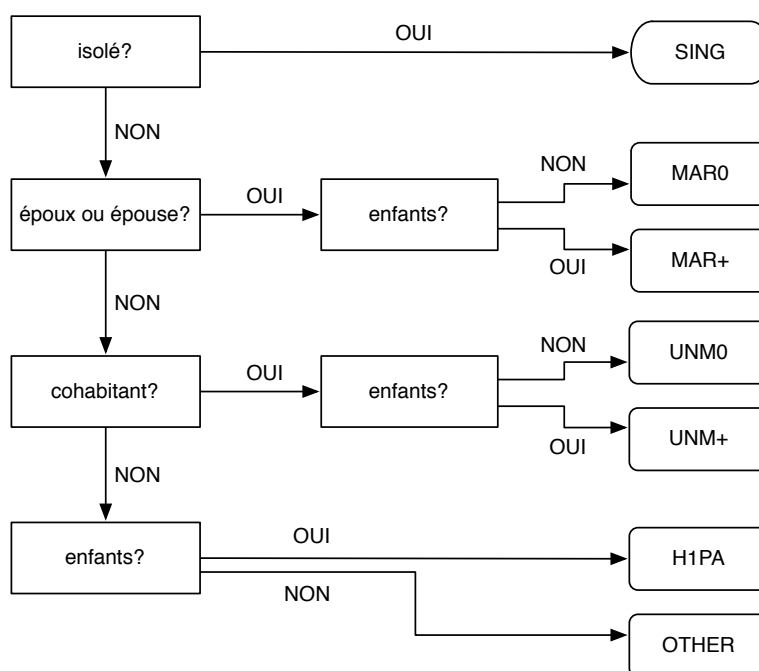 isolé?
OUI
SING
NON
époux ou épouse?
OUI
enfants?
NON
MAR0
OUI
MAR+
NON
cohabitant?
OUI
enfants?
NON
UNM0
OUI
UNM+
NON
enfants?
OUI
H1PA
NON
OTHER